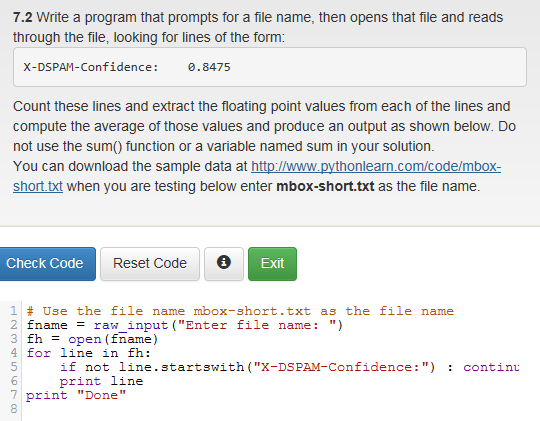 7.2 Write a program that prompts for a file name, then opens that file and reads
through the file, looking for lines of the form:
X-DSPAM-Confidence:    0.8475
Count these lines and extract the floating point values from each of the lines and
compute the average of those values and produce an output as shown below. Do
not use the sum() function or a variable named sum in your solution.
You can download the sample data at http://www.pythonlearn.com/code/mbox-
short.txt when you are testing below enter mbox-short.txt as the file name.
Check Code Reset Code Exit
1 # Use the file name mbox-short.txt as the file name
2 fname = raw_input("Enter file name: ")
3 fh = open(fname)
4 for line in fh:
5     if not line.startswith("X-DSPAM-Confidence:") : continu
6     print line
7 print "Done"
8